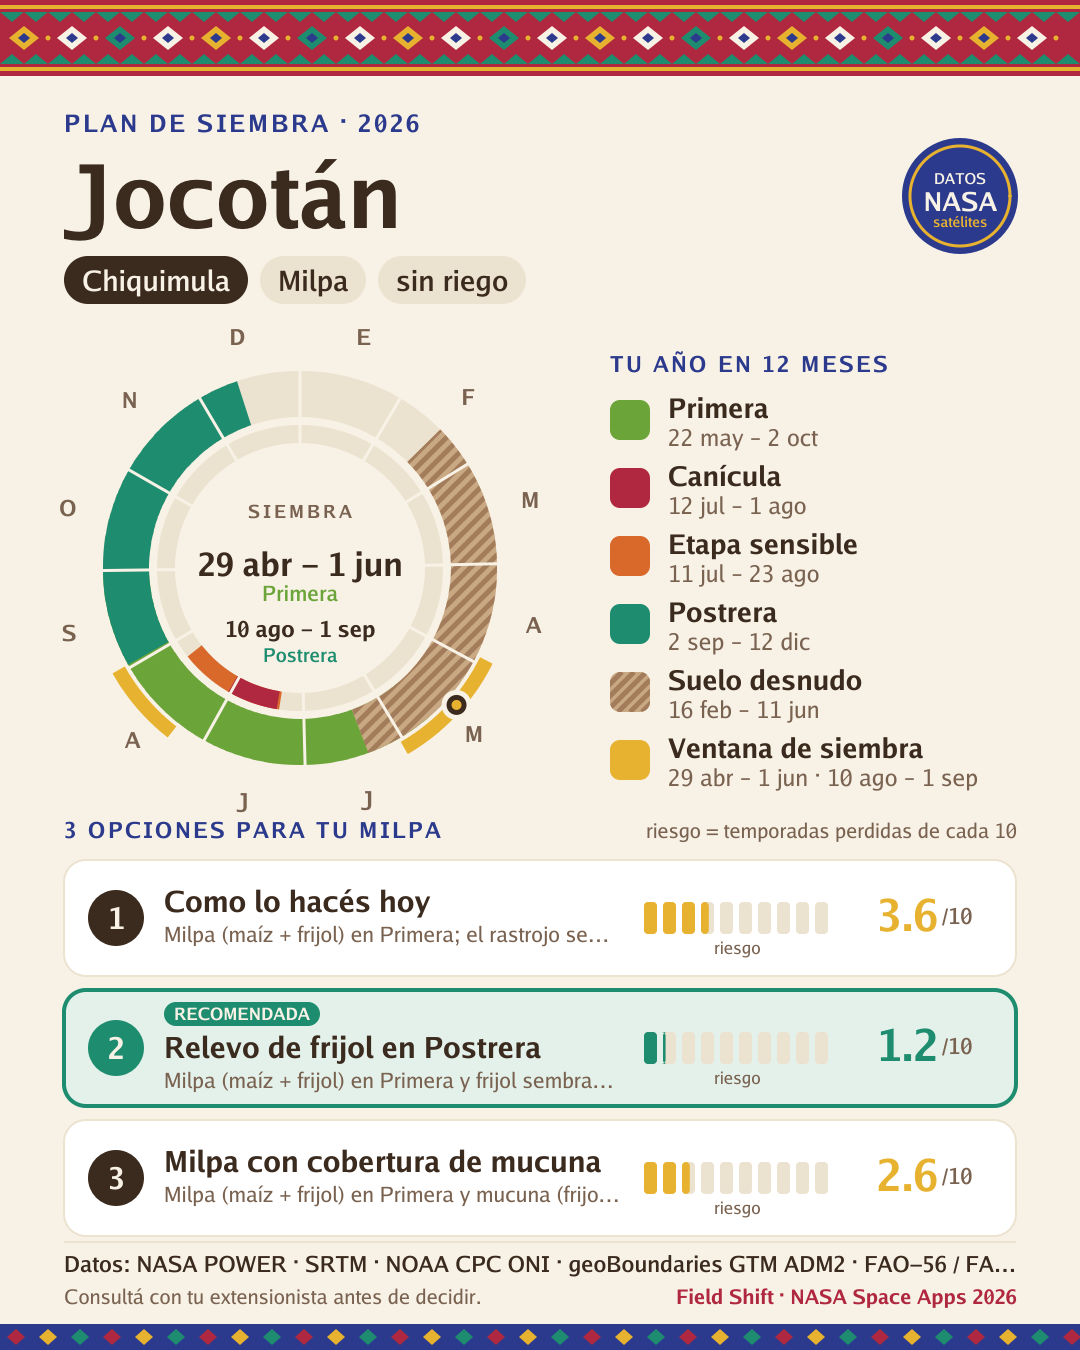 PLAN DE SIEMBRA · 2026
Jocotán
DATOS
NASA
satélites
Chiquimula
Milpa
sin riego
D
E
N
F
O
M
S
A
A
M
J
J
SIEMBRA
29 abr – 1 jun
Primera
10 ago – 1 sep
Postrera
TU AÑO EN 12 MESES
Primera
22 may – 2 oct
Canícula
12 jul – 1 ago
Etapa sensible
11 jul – 23 ago
Postrera
2 sep – 12 dic
Suelo desnudo
16 feb – 11 jun
Ventana de siembra
29 abr – 1 jun · 10 ago – 1 sep
3 OPCIONES PARA TU MILPA
riesgo = temporadas perdidas de cada 10
1
Como lo hacés hoy
Milpa (maíz + frijol) en Primera; el rastrojo se…
riesgo
3.6/10
RECOMENDADA
2
Relevo de frijol en Postrera
Milpa (maíz + frijol) en Primera y frijol sembra…
riesgo
1.2/10
3
Milpa con cobertura de mucuna
Milpa (maíz + frijol) en Primera y mucuna (frijo…
riesgo
2.6/10
Datos: NASA POWER · SRTM · NOAA CPC ONI · geoBoundaries GTM ADM2 · FAO–56 / FA…
Consultá con tu extensionista antes de decidir.
Field Shift · NASA Space Apps 2026